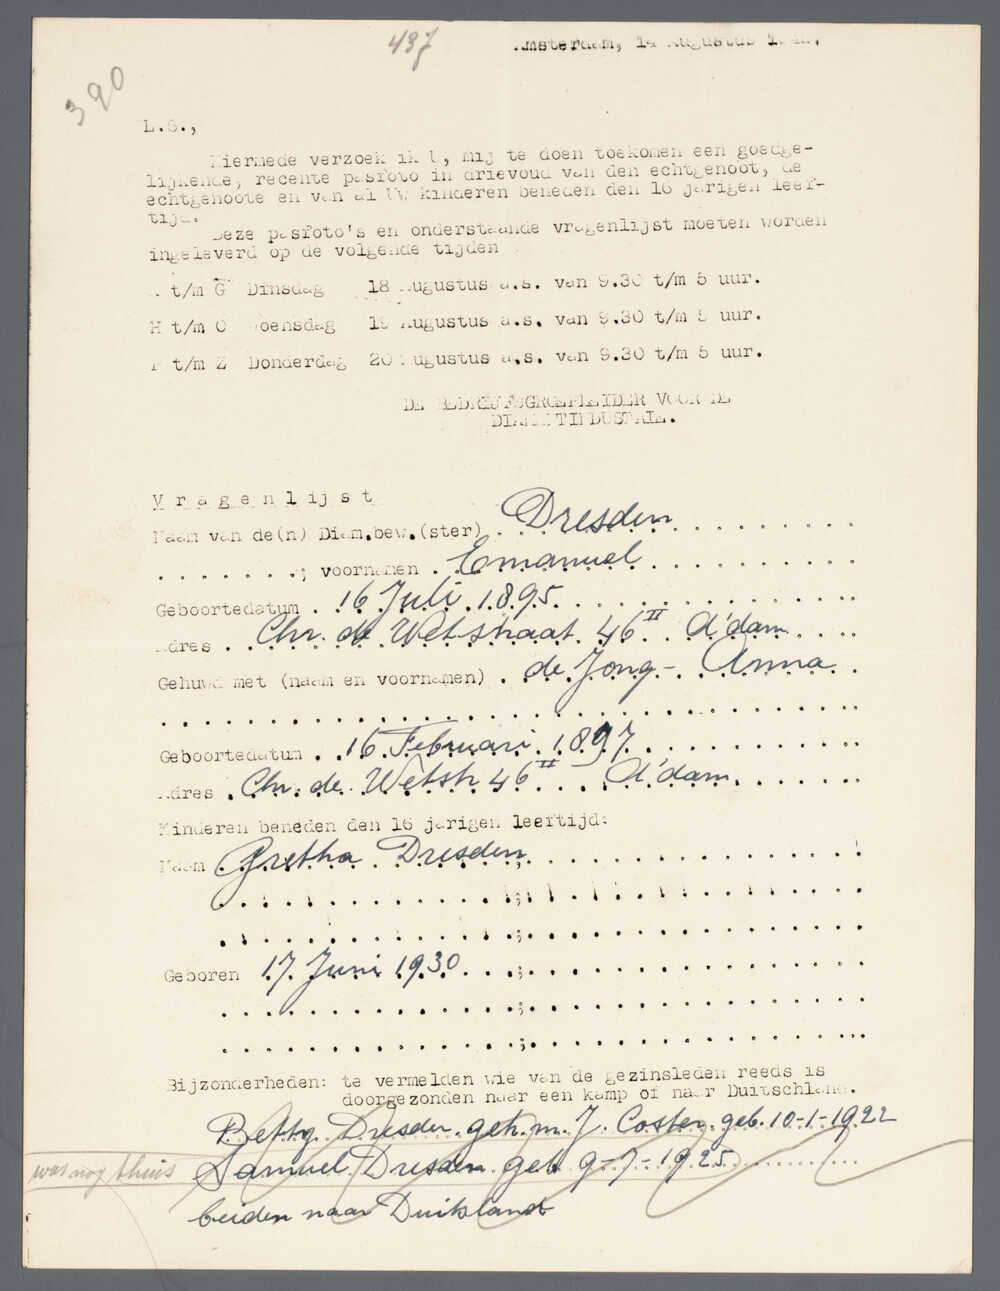 437
Amsterdam, 14 Augustus
390
L.S.,
Hiermede verzoek ik U, mij te doen toekomen een goedge-
lijkende, recente pasfoto in drievoud van den echtgenoot, de
echtgenoote en van al Uw kinderen beneden den 16 jarigen leef-
tijd.
Deze pasfoto's en onderstaande vragenlijst moeten worden
ingeleverd op de volgende tijden
t/m G Dinsdag 18 Augustus a.s. van 9.30 t/m 5 uur.
H t/m O Woensdag 19 Augustus a.s. van 9.30 t/m 5 uur.
P t/m Z Donderdag 20 Augustus a.s. van 9.30 t/m 5 uur.
DE BEDRIJFSGROEPLEIDER VOOR DE
DIAMANTINDUSTRIE.
Vragenlijst
Naam van de(n) Diam.bew.(ster) . Dresden . . . . . . . . .
. . . . . . . .; voornamen . Emanuel . . . . . . . . . .
Geboortedatum . 16 Juli 1895 . . . . . . . . . . . . . .
Adres . . Chr. de Wetstraat 46 II A'dam . . .
Gehuwd met (naam en voornamen) . de Jong - Anna .
. . . . . . . . . . . . . . . . . . . . . . . . . . . . . .
Geboortedatum . 16 Februari 1897 . . . . . . . . . . .
Adres . Chr. de Wetstr 46 II . . . A'dam . . . . . .
Kinderen beneden den 16 jarigen leeftijd:
Naam Gretha Dresden; . . . . . . . . . . . . . . .
. . . . . . . . . . . . . . . ; . . . . . . . . . . . . . . .
. . . . . . . . . . . . . . . ; . . . . . . . . . . . . . . .
Geboren 17 Juni 1930 . . . ; . . . . . . . . . . . . . . .
. . . . . . . . . . . . . . . ; . . . . . . . . . . . . . . .
. . . . . . . . . . . . . . . ; . . . . . . . . . . . . . . .
Bijzonderheden: te vermelden wie van de gezinsleden reeds is
doorgezonden naar een kamp of naar Duitschland.
Betty Dresden geh. m. J. Coster geb. 10-1-1922
was nog thuis Samuel Dresden geb 9-7-1925
beiden naar Duitsland